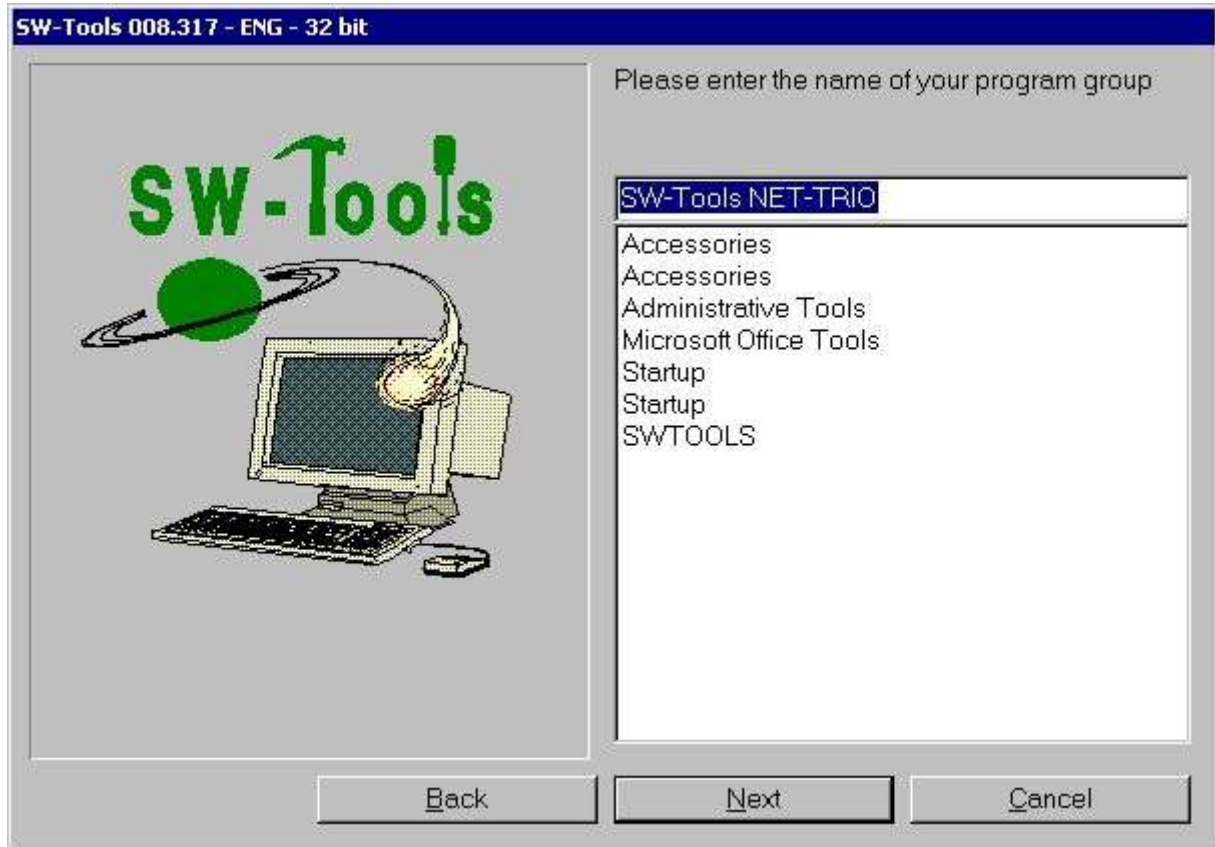 SW-Tools 008.317 - ENG - 32 bit
Please enter the name of your program group
SW-Tools
SW-Tools NET-TRIO
Accessories
Accessories
Administrative Tools
Microsoft Office Tools
Startup
Startup
SWTOOLS
Back
Next
Cancel